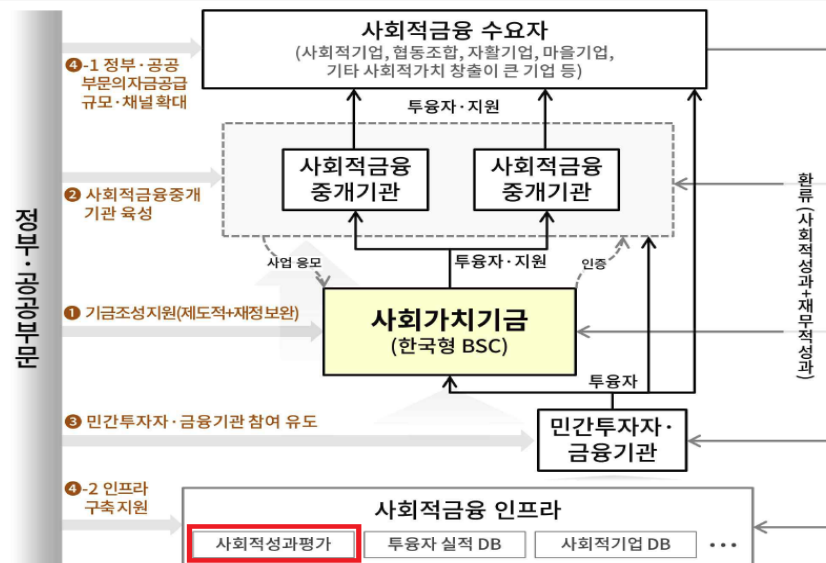 사회적금융 수요자
(사회적기업, 협동조합, 자활기업, 마을기업,
기타 사회적가치 창출이 큰 기업 등)
❹-1 정부·공공
부문의자금공급
규모·채널 확대
투융자·지원
사회적금융
중개기관
사회적금융
중개기관
❷ 사회적금융중개
기관 육성
정부·공공부문
환류(사회적성과+재무적성과)
사업 응모
투융자·지원
인증
❶ 기금조성지원(제도적+재정보완)
사회가치기금
(한국형 BSC)
투융자
❸ 민간투자자·금융기관 참여 유도
민간투자자·
금융기관
❹-2 인프라
구축 지원
사회적금융 인프라
사회적성과평가
투융자 실적 DB
사회적기업 DB
···